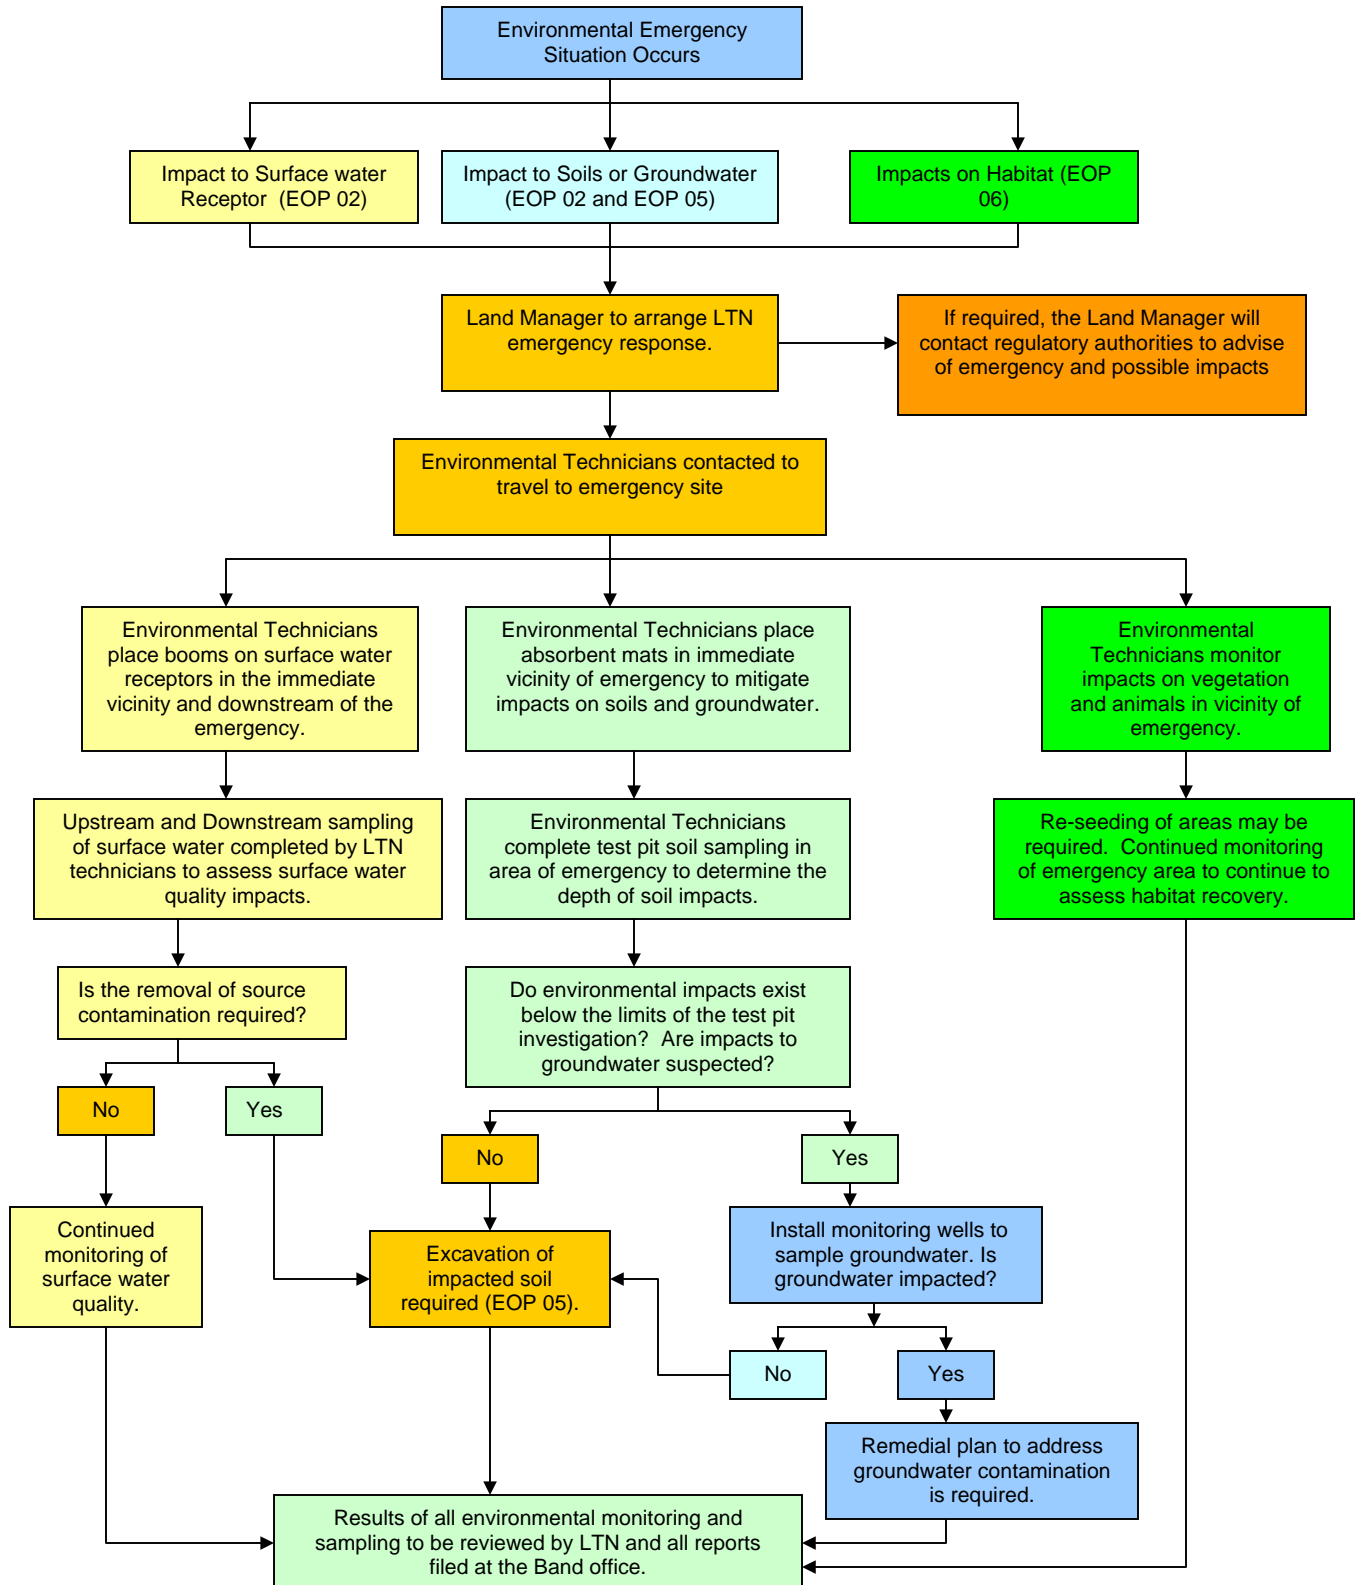 Environmental Emergency
Situation Occurs
Impact to Surface water
Receptor (EOP 02)
Impact to Soils or Groundwater
(EOP 02 and EOP 05)
Impacts on Habitat (EOP
06)
Land Manager to arrange LTN
emergency response.
If required, the Land Manager will
contact regulatory authorities to advise
of emergency and possible impacts
Environmental Technicians contacted to
travel to emergency site
Environmental Technicians
place booms on surface water
receptors in the immediate
vicinity and downstream of the
emergency.
Environmental Technicians place
absorbent mats in immediate
vicinity of emergency to mitigate
impacts on soils and groundwater.
Environmental
Technicians monitor
impacts on vegetation
and animals in vicinity of
emergency.
Upstream and Downstream sampling
of surface water completed by LTN
technicians to assess surface water
quality impacts.
Environmental Technicians
complete test pit soil sampling in
area of emergency to determine the
depth of soil impacts.
Re-seeding of areas may be
required. Continued monitoring
of emergency area to continue to
assess habitat recovery.
Is the removal of source
contamination required?
Do environmental impacts exist
below the limits of the test pit
investigation? Are impacts to
groundwater suspected?
No
Yes
No
Yes
Continued
monitoring of
surface water
quality.
Excavation of
impacted soil
required (EOP 05).
Install monitoring wells to
sample groundwater. Is
groundwater impacted?
No
Yes
Remedial plan to address
groundwater contamination
is required.
Results of all environmental monitoring and
sampling to be reviewed by LTN and all reports
filed at the Band office.